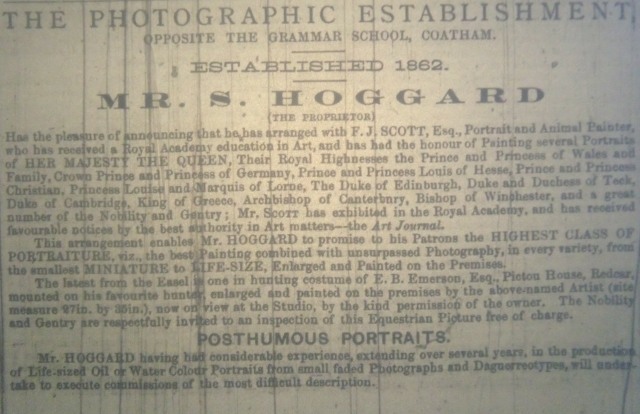 THE PHOTOGRAPHIC ESTABLISHMENT
OPPOSITE THE GRAMMAR SCHOOL, COATHAM.
ESTABLISHED 1862.
MR. S. HOGGARD
(THE PROPRIETOR)
Has the pleasure of announcing that he has arranged with F. J. SCOTT, Esq., Portrait and Animal Painter,
who has received a Royal Academy education in Art, and has had the honour of Painting several Portraits
of HER MAJESTY THE QUEEN, Their Royal Highnesses the Prince and Princess of Wales and
Family, Crown Prince and Princess of Germany, Prince and Princess Louis of Hesse, Prince and Princess
Christian, Princess Louise and Marquis of Lorne, The Duke of Edinburgh, Duke and Duchess of Teck,
Duke of Cambridge, King of Greece, Archbishop of Canterbury, Bishop of Winchester, and a great
number of the Nobility and Gentry; Mr. SCOTT has exhibited in the Royal Academy, and has received
favourable notices by the best authority in Art matters—the Art Journal.
This arrangement enables Mr. HOGGARD to promise to his Patrons the HIGHEST CLASS OF
PORTRAITURE, viz., the best Painting combined with unsurpassed Photography, in every variety, from
the smallest MINIATURE to LIFE-SIZE, Enlarged and Painted on the Premises.
The latest from the Easel is one in hunting costume of E. B. Emerson, Esq., Picton House, Redcar,
mounted on his favourite hunter, enlarged and painted on the premises by the above-named Artist (size
measure 27in. by 35in.), now on view at the Studio, by the kind permission of the owner. The Nobility
and Gentry are respectfully invited to an inspection of this Equestrian Picture free of charge.
POSTHUMOUS PORTRAITS.
Mr. HOGGARD having had considerable experience, extending over several years, in the production
of Life-sized Oil or Water Colour Portraits from small faded Photographs and Daguerreotypes, will under-
take to execute commissions of the most difficult description.